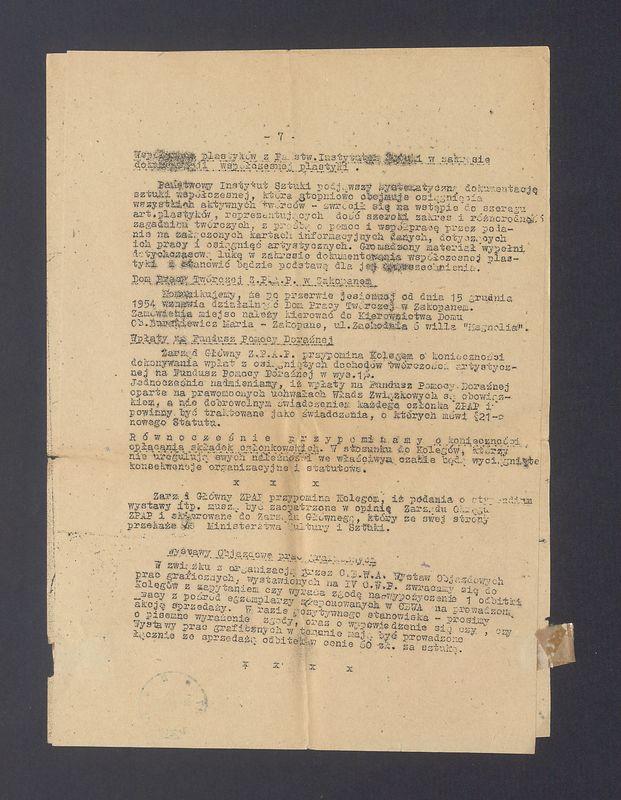 - 7 -
Współpraca plastyków z Państw.Instytutem Sztuki w zakresie
dokumentacji współczesnej plastyki .
Państwowy Instytut Sztuki podjąwszy systematyczną dokumentację
sztuki współczesnej, która stopniowo obejmuje osiągnięcia
wszystkich aktywnych twórców - zwrócił się na wstępie do szeregu
art.plastyków, reprezentujących dość szeroki zakres i różnorodność
zagadnień twórczych, z prośbą o pomoc i współpracę przez poda-
nie na załączonych kartach informacyjnych danych, dotyczących
ich pracy i osiągnięć artystycznych. Gromadzony materiał wypełni
dotychczasową lukę w zakresie dokumentowania współczesnej plas-
tyki i stanowić będzie podstawą dla jej upowszechnienia.
Dom Pracy Twórczej Z.P.A.P. w Zakopanem
Komunikujemy, że po przerwie jesiennej od dnia 15 grudnia
1954 wznawia działalność Dom Pracy Twórczej w Zakopanem.
Zamówienia miejsc należy kierować do Kierownictwa Domu
Ob.Bunkiewicz Maria - Zakopane, ul.Zachodnia 6 willa "Magnolia".
Wpłaty na Fundusz Pomocy Doraźnej
Zarząd Główny Z.P.A.P. przypomina Kolegom o konieczności
dokonywania wpłat z osiągniętych dochodów twórczości artystycz-
nej na Fundusz Pomocy Doraźnej w wys.1%.
Jednocześnie nadmieniamy, iż wpłaty na Fundusz Pomocy Doraźnej
oparte na prawomocnych uchwałach Władz Związkowych są obowiąz-
kiem, a nie dobrowolnym świadczeniem każdego członka ZPAP i
powinny być traktowane jako świadczenia, o których mówi §21-c
nowego Statutu.
R ó w n o c z e ś n i e p r z y p o m i n a m y o konieczności
opłacania składek członkowskich. W stosunku do Kolegów, którzy
nie uregulują swych należności we właściwym czasie będą wyciągnięte
konsekwencje organizacyjne i statutowe.
x x x
Zarząd Główny ZPAP przypomina Kolegom, iż podania o stypendium
wystawy itp. muszą być zaopatrzone w opinię Zarządu Okręgu
ZPAP i skierowane do Zarządu Głównego, który ze swej strony
przekaże do Ministerstwa Kultury i Sztuki.
Wystawy Objazdowe prac graficznych
W związku z organizacją przez C.B.W.A. Wystaw Objazdowych
prac graficznych, wystawionych na IV O.W.P. zwracamy się do
Kolegów z zapytaniem czy wyrażą zgodę na wypożyczenie 1 odbitki
pracy z pośród egzemplarzy zdeponowanych w CBWA na prowadzoną
akcję sprzedaży. W razie pozytywnego stanowiska - prosimy
o pisemne wyrażenie zgody, oraz o wypowiedzenie się czy , czy
Wystawy prac graficznych w terenie mają być prowadzone
łącznie ze sprzedażą odbitek w cenie 60 zł. za sztukę.
x x x x